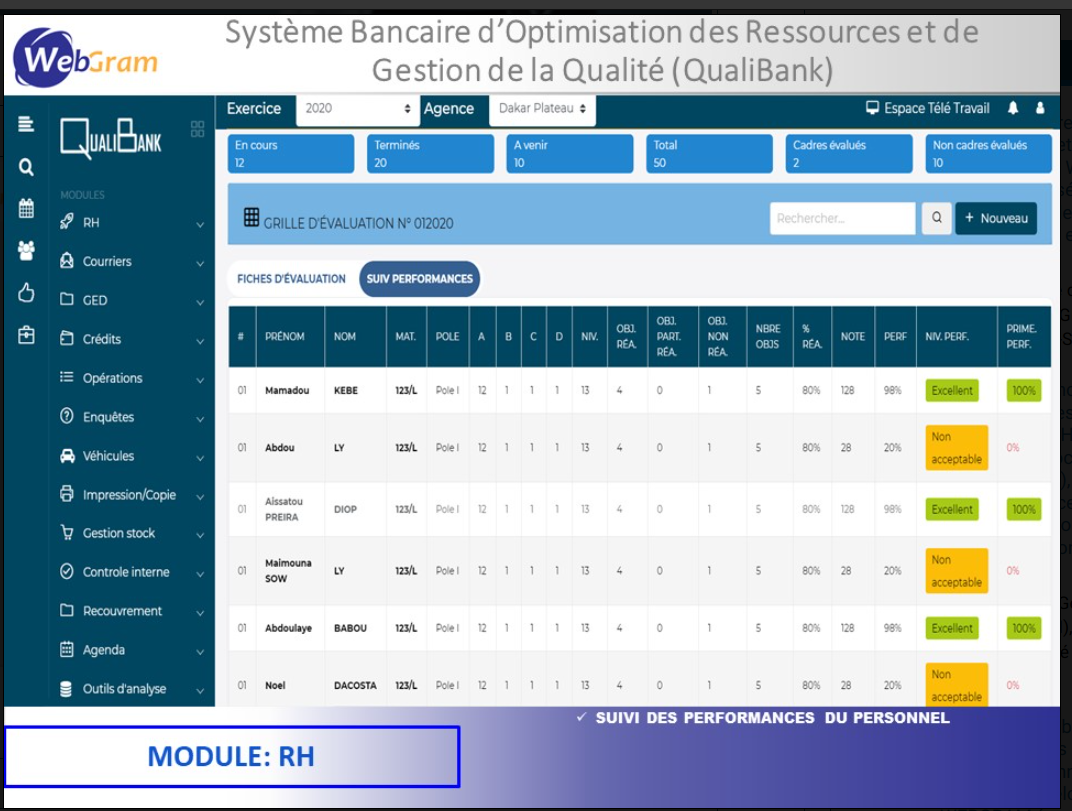 WebGram
Système Bancaire d’Optimisation des Ressources et de
Gestion de la Qualité (QualiBank)
Exercice 2020 Agence Dakar Plateau Espace Télé Travail
QUALIBANK
MODULES
RH
Courriers
GED
Crédits
Opérations
Enquêtes
Véhicules
Impression/Copie
Gestion stock
Controle interne
Recouvrement
Agenda
Outils d'analyse
En cours Terminés A venir Total Cadres évalués Non cadres évalués
12 20 10 50 2 10
GRILLE D'ÉVALUATION Nº 012020 Rechercher... + Nouveau
FICHES D'ÉVALUATION SUIV PERFORMANCES
# PRÉNOM NOM MAT. POLE A B C D NIV. OBJ. RÉA. OBJ. PART. RÉA. OBJ. NON RÉA. NBRE OBJS % RÉA. NOTE PERF NIV. PERF. PRIME. PERF.
01 Mamadou KEBE 123/L Pole I 12 1 1 1 13 4 0 1 5 80% 128 98% Excellent 100%
01 Abdou LY 123/L Pole I 12 1 1 1 13 4 0 1 5 80% 28 20% Non acceptable 0%
01 Aïssatou PREIRA DIOP 123/L Pole I 12 1 1 1 13 4 0 1 5 80% 128 98% Excellent 100%
01 Maimouna SOW LY 123/L Pole I 12 1 1 1 13 4 0 1 5 80% 28 20% Non acceptable 0%
01 Abdoulaye BABOU 123/L Pole I 12 1 1 1 13 4 0 1 5 80% 128 98% Excellent 100%
01 Noel DACOSTA 123/L Pole I 12 1 1 1 13 4 0 1 5 80% 28 20% Non acceptable 0%
✓ SUIVI DES PERFORMANCES DU PERSONNEL
MODULE: RH